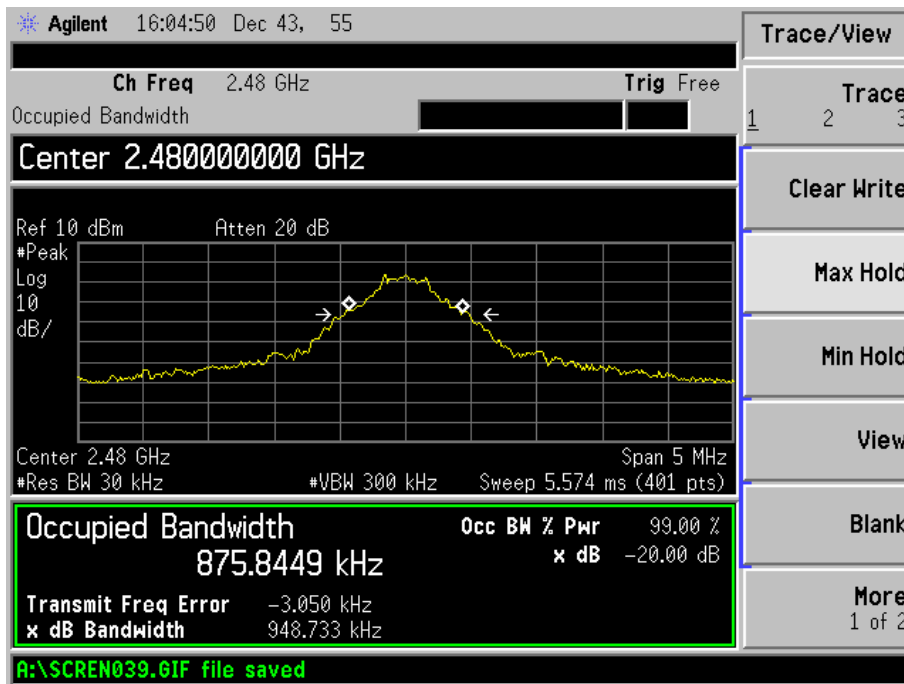 Agilent 16:04:50 Dec 43, 55
Trace/View
Ch Freq 2.48 GHz Trig Free
Occupied Bandwidth
Trace
1 2 3
Center 2.480000000 GHz
Clear Write
Ref 10 dBm Atten 20 dB
#Peak
Log
10
dB/
Max Hold
Min Hold
View
Center 2.48 GHz Span 5 MHz
#Res BW 30 kHz #VBW 300 kHz Sweep 5.574 ms (401 pts)
Occupied Bandwidth Occ BW % Pwr 99.00 %
875.8449 kHz x dB -20.00 dB
Blank
Transmit Freq Error -3.050 kHz
x dB Bandwidth 948.733 kHz
More
1 of 2
A:\SCREN039.GIF file saved